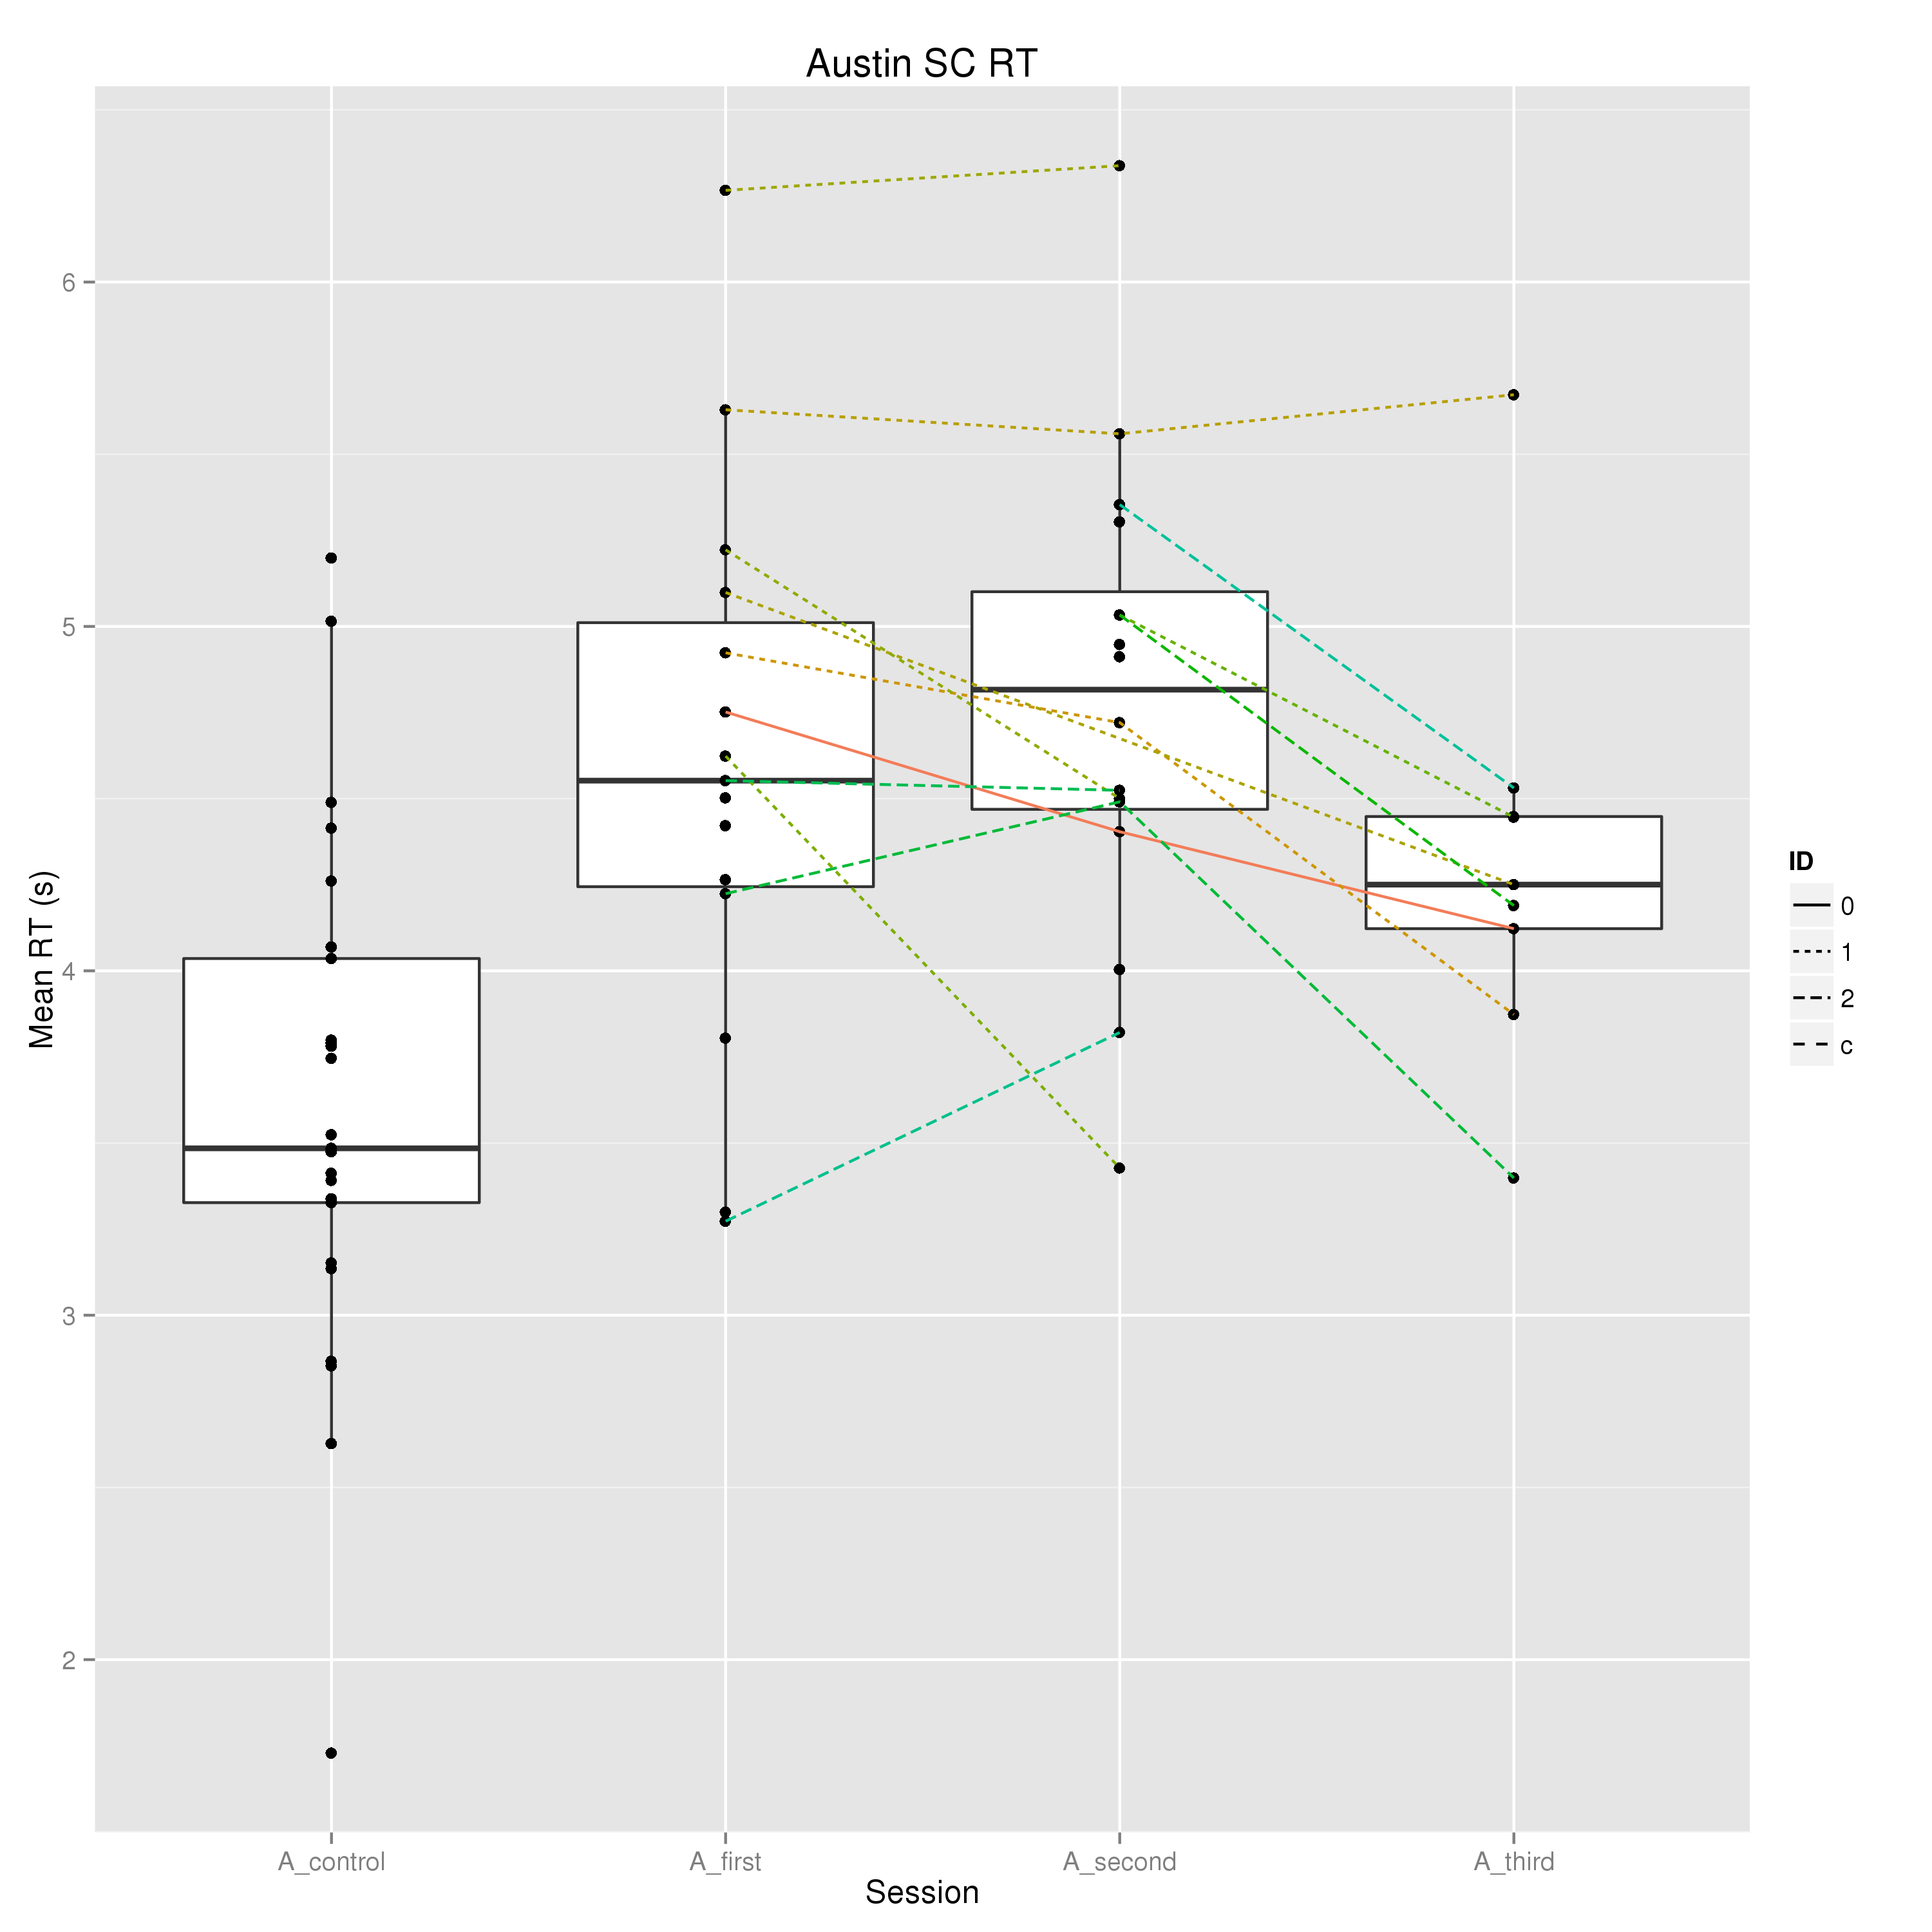 Austin SC RT
6
5
4
3
2
Mean RT (s)
A_control
A_first
A_second
A_third
Session
ID
0
1
2
c